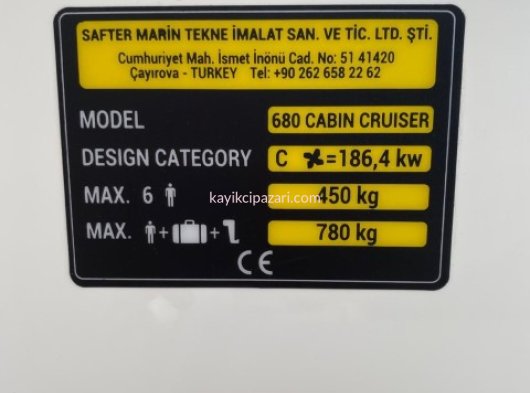 SAFTER MARİN TEKNE İMALAT SAN. VE TİC. LTD. ŞTİ.
Cumhuriyet Mah. İsmet İnönü Cad. No: 51 41420
Çayırova - TURKEY Tel: +90 262 658 22 62
MODEL 680 CABIN CRUISER
DESIGN CATEGORY C =186,4 kw
MAX. 6 450 kg
kayikcipazari.com
MAX. + + 780 kg
CE